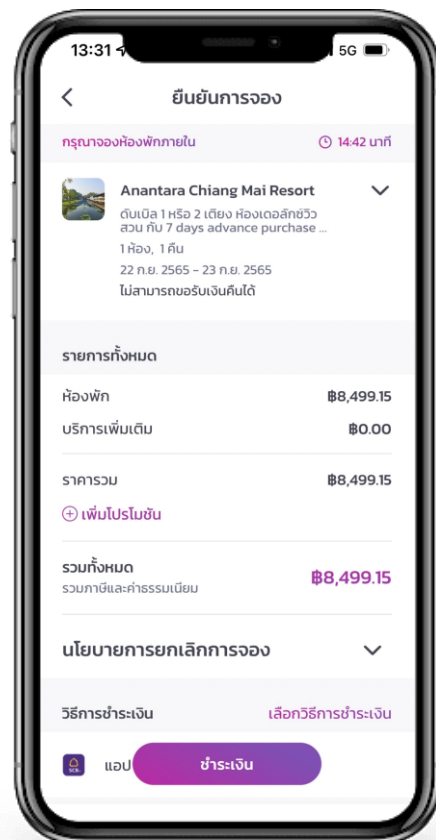 13:31
5G
ยืนยันการจอง
กรุณาจองห้องพักภายใน 14:42 นาที
Anantara Chiang Mai Resort
ดับเบิล 1 หรือ 2 เตียง ห้องเดอลักซ์วิว
สวน กับ 7 days advance purchase ...
1 ห้อง, 1 คืน
22 ก.ย. 2565 - 23 ก.ย. 2565
ไม่สามารถขอรับเงินคืนได้
รายการทั้งหมด
ห้องพัก ฿8,499.15
บริการเพิ่มเติม ฿0.00
ราคารวม ฿8,499.15
เพิ่มโปรโมชัน
รวมทั้งหมด ฿8,499.15
รวมภาษีและค่าธรรมเนียม
นโยบายการยกเลิกการจอง
วิธีการชำระเงิน เลือกวิธีการชำระเงิน
แอป ชำระเงิน